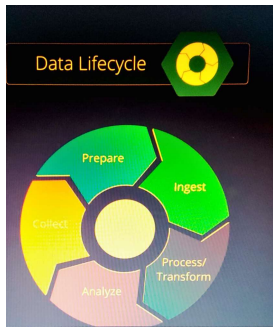 Data Lifecycle
Prepare
Ingest
Process/
Transform
Analyze
Collect